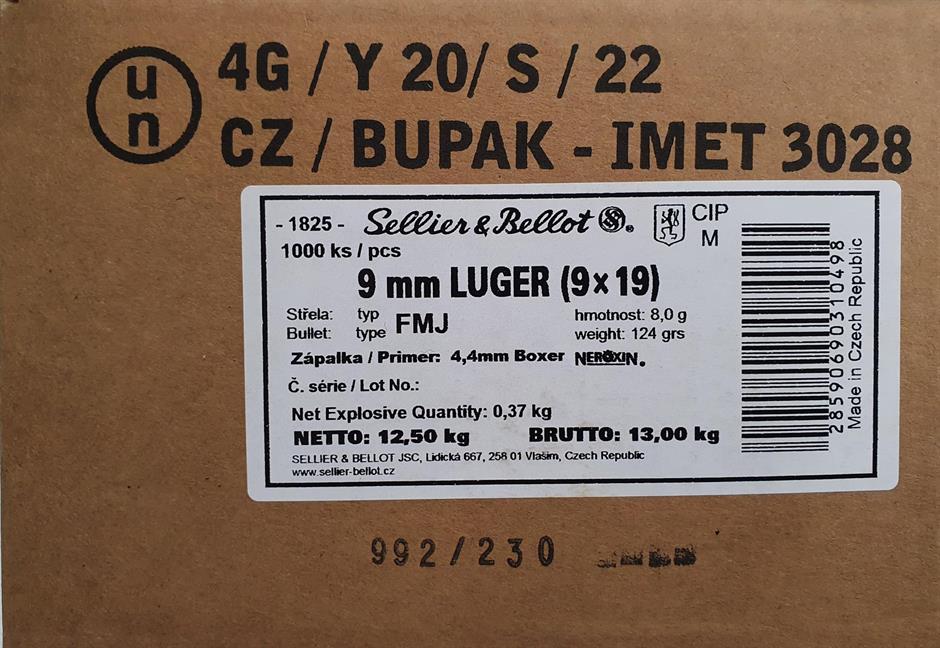 un
4G / Y 20/ S / 22
CZ / BUPAK - IMET 3028
- 1825 - Sellier & Bellot SB®. CIP
1000 ks / pcs M
9 mm LUGER (9×19)
Střela: typ FMJ hmotnost: 8,0 g
Bullet: type weight: 124 grs
Zápalka / Primer: 4,4mm Boxer NEROXIN®
Č. série / Lot No.:
Net Explosive Quantity: 0,37 kg
NETTO: 12,50 kg BRUTTO: 13,00 kg
SELLIER & BELLOT JSC, Lidická 667, 258 01 Vlašim, Czech Republic
www.sellier-bellot.cz
28590690310498
Made in Czech Republic
992/230